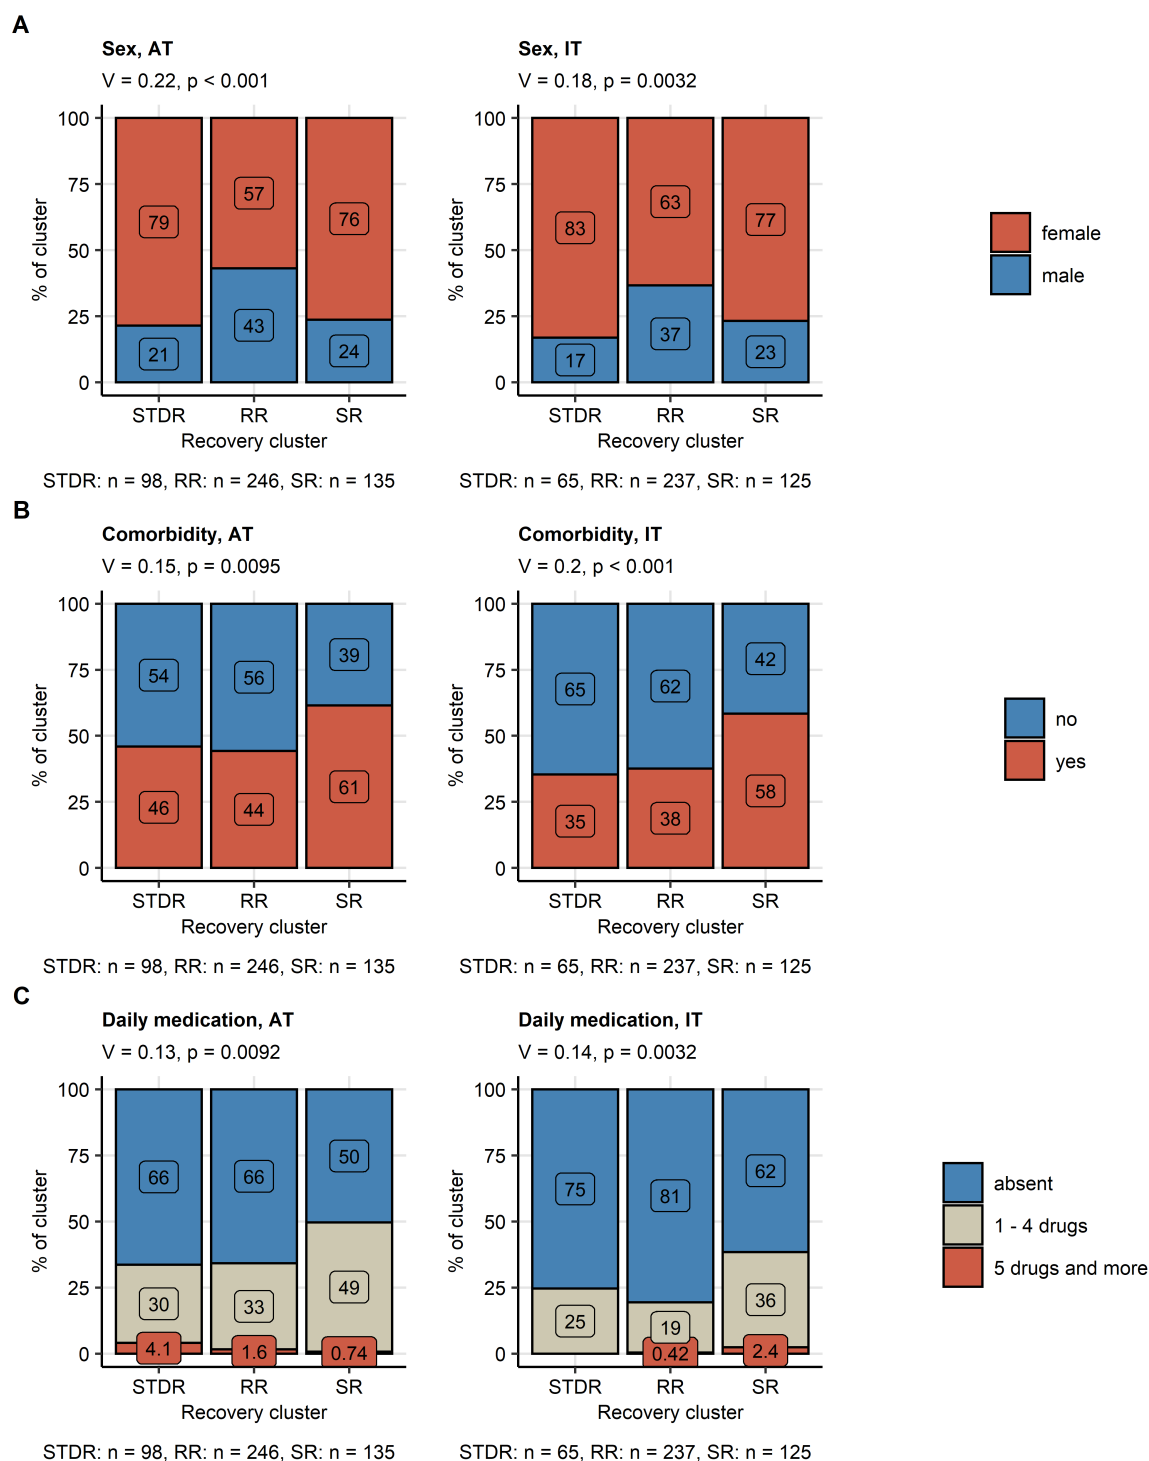 A
Sex, AT
V = 0.22, p < 0.001
% of cluster
100
75
50
25
0
79
57
76
21
43
24
STDR RR SR
Recovery cluster
STDR: n = 98, RR: n = 246, SR: n = 135
Sex, IT
V = 0.18, p = 0.0032
% of cluster
100
75
50
25
0
83
63
77
17
37
23
STDR RR SR
Recovery cluster
STDR: n = 65, RR: n = 237, SR: n = 125
female
male
B
Comorbidity, AT
V = 0.15, p = 0.0095
% of cluster
100
75
50
25
0
54
56
39
46
44
61
STDR RR SR
Recovery cluster
STDR: n = 98, RR: n = 246, SR: n = 135
Comorbidity, IT
V = 0.2, p < 0.001
% of cluster
100
75
50
25
0
65
62
42
35
38
58
STDR RR SR
Recovery cluster
STDR: n = 65, RR: n = 237, SR: n = 125
no
yes
C
Daily medication, AT
V = 0.13, p = 0.0092
% of cluster
100
75
50
25
0
66
66
50
30
33
49
4.1
1.6
0.74
STDR RR SR
Recovery cluster
STDR: n = 98, RR: n = 246, SR: n = 135
Daily medication, IT
V = 0.14, p = 0.0032
% of cluster
100
75
50
25
0
75
81
62
25
19
36
0.42
2.4
STDR RR SR
Recovery cluster
STDR: n = 65, RR: n = 237, SR: n = 125
absent
1 - 4 drugs
5 drugs and more